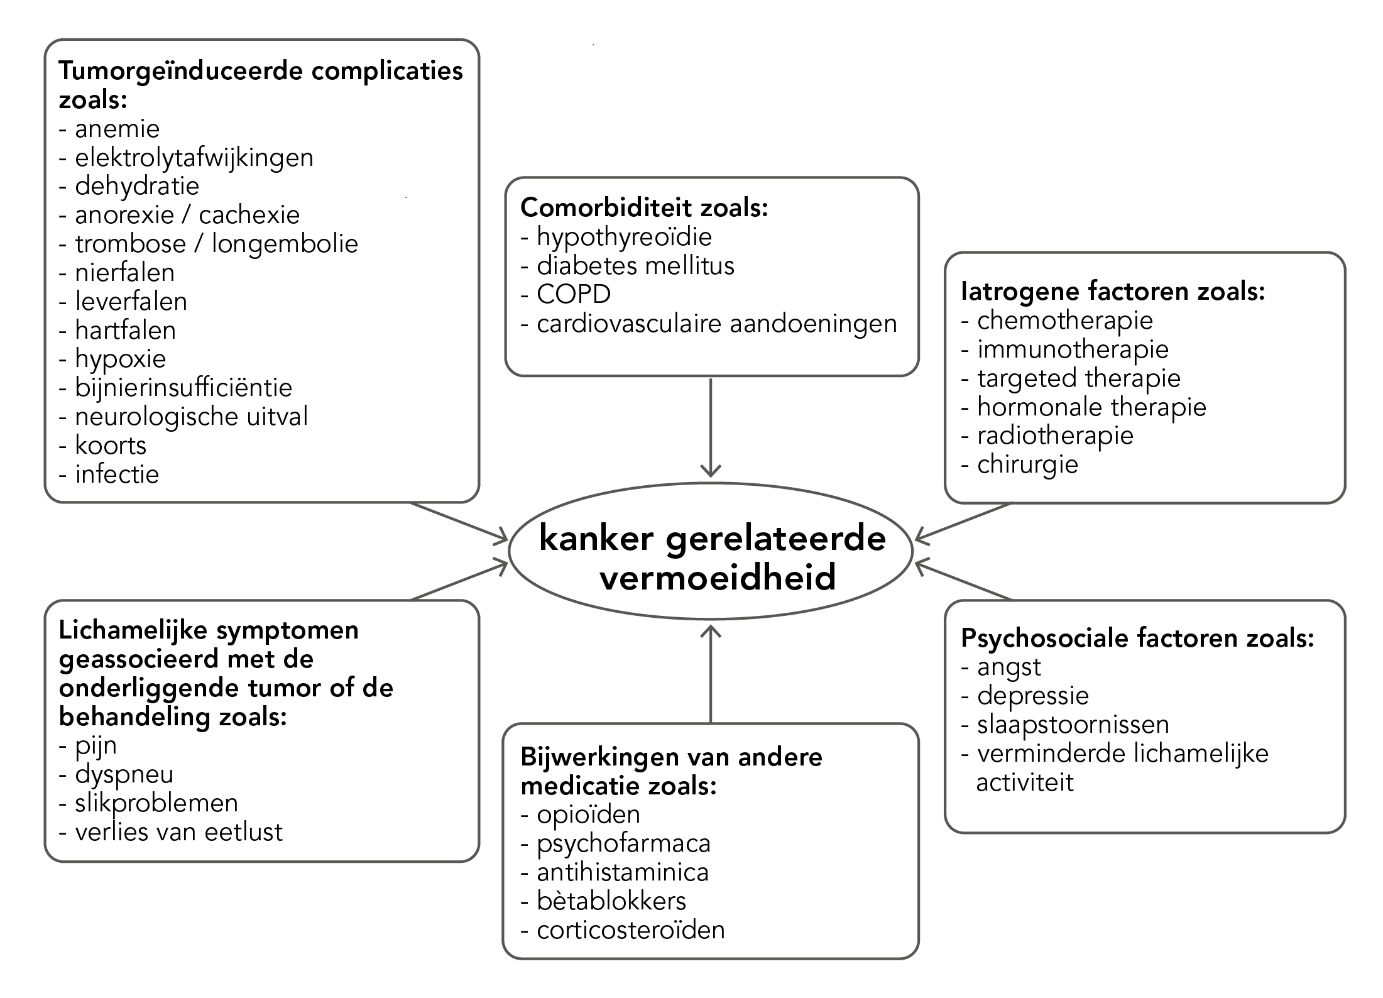 Tumorgeïnduceerde complicaties
zoals:
- anemie
- elektrolytafwijkingen
- dehydratie
- anorexie / cachexie
- trombose / longembolie
- nierfalen
- leverfalen
- hartfalen
- hypoxie
- bijnierinsufficiëntie
- neurologische uitval
- koorts
- infectie
Comorbiditeit zoals:
- hypothyreoïdie
- diabetes mellitus
- COPD
- cardiovasculaire aandoeningen
Iatrogene factoren zoals:
- chemotherapie
- immunotherapie
- targeted therapie
- hormonale therapie
- radiotherapie
- chirurgie
kanker gerelateerde
vermoeidheid
Lichamelijke symptomen
geassocieerd met de
onderliggende tumor of de
behandeling zoals:
- pijn
- dyspneu
- slikproblemen
- verlies van eetlust
Bijwerkingen van andere
medicatie zoals:
- opioïden
- psychofarmaca
- antihistaminica
- bètablokkers
- corticosteroïden
Psychosociale factoren zoals:
- angst
- depressie
- slaapstoornissen
- verminderde lichamelijke
activiteit